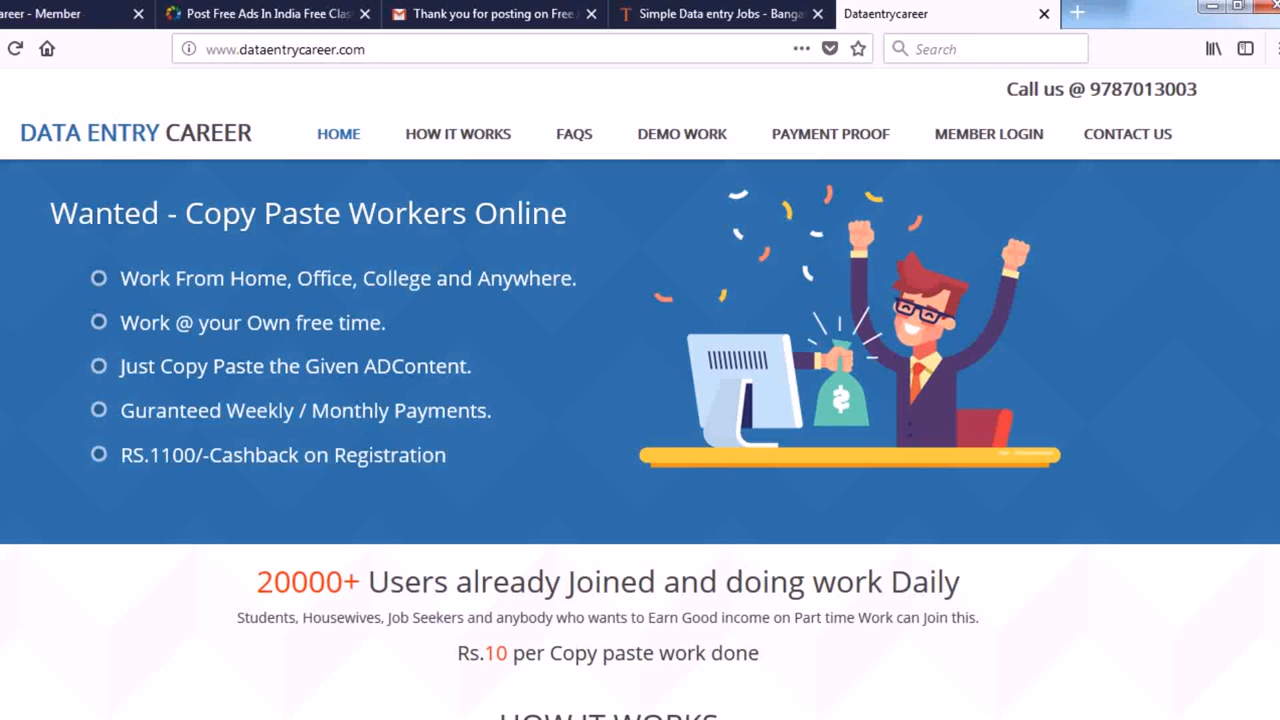 areer - Member
Post Free Ads In India Free Clas
Thank you for posting on Free
Simple Data entry Jobs - Banga
Dataentrycareer
www.dataentrycareer.com
Search
Call us @ 9787013003
DATA ENTRY CAREER
HOME
HOW IT WORKS
FAQS
DEMO WORK
PAYMENT PROOF
MEMBER LOGIN
CONTACT US
Wanted - Copy Paste Workers Online
Work From Home, Office, College and Anywhere.
Work @ your Own free time.
Just Copy Paste the Given ADContent.
Guranteed Weekly / Monthly Payments.
RS.1100/-Cashback on Registration
$
20000+ Users already Joined and doing work Daily
Students, Housewives, Job Seekers and anybody who wants to Earn Good income on Part time Work can Join this.
Rs.10 per Copy paste work done
HOW IT WORKS